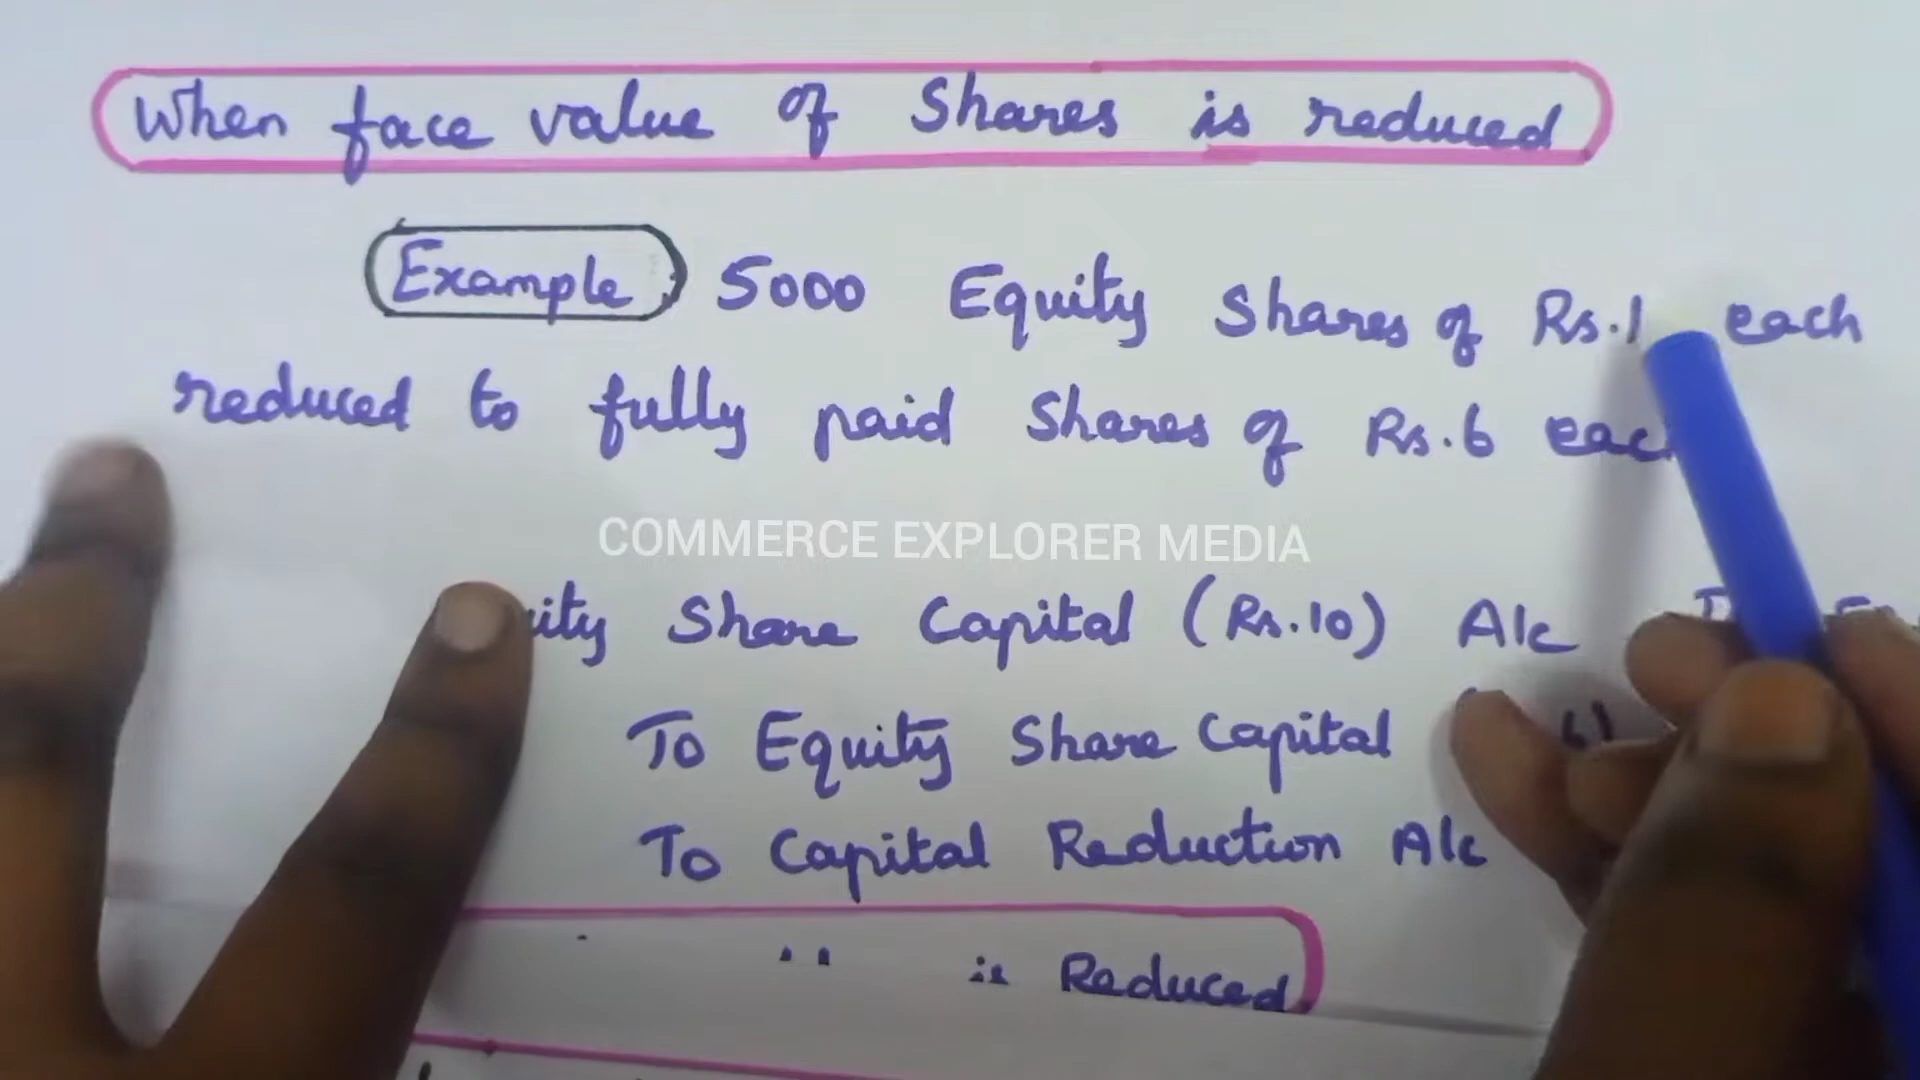 When face value of Shares is reduced
Example 5000 Equity Shares of Rs.1 each
reduced to fully paid Shares of Rs.6 each
COMMERCE EXPLORER MEDIA
Share Capital (Rs.10) A/c
To Equity Share Capital
To Capital Reduction A/c
is Reduced